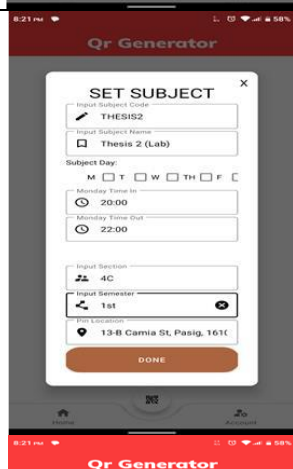 8:21 PM 58%
Qr Generator
SET SUBJECT
X
Input Subject Code
THESIS2
Input Subject Name
Thesis 2 (Lab)
Subject Day:
M T W TH F
Monday Time In
20:00
Monday Time Out
22:00
Input Section
4C
Input Semester
1st
Pin Location
13-B Camia St, Pasig, 161(
DONE
Home Account
8:21 PM 58%
Qr Generator